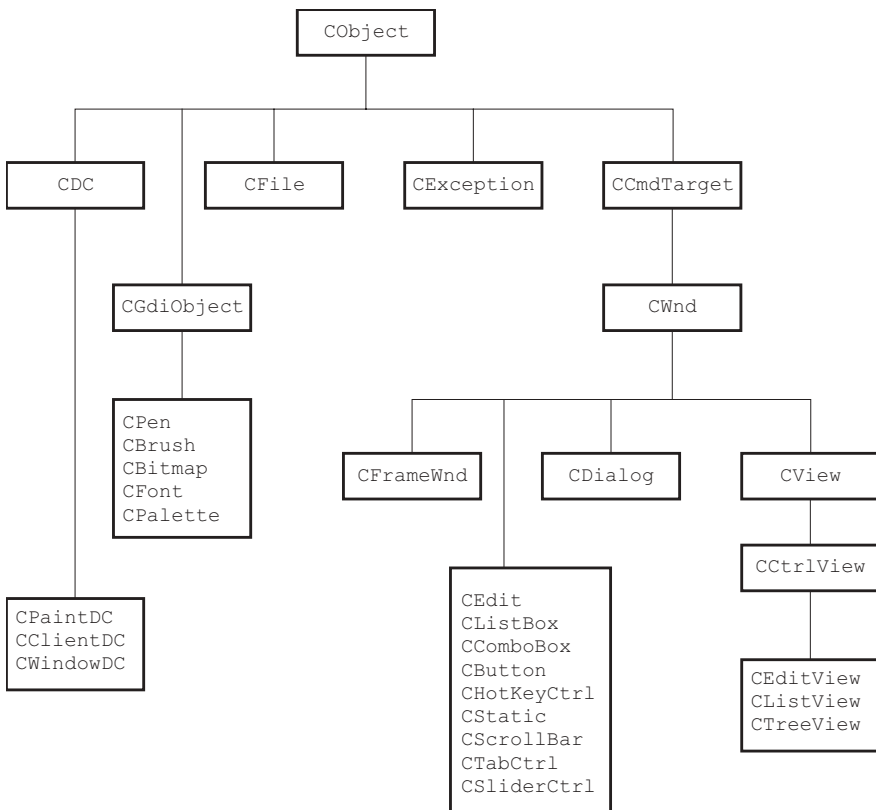 CObject
CDC
CFile
CException
CCmdTarget
CGdiObject
CWnd
CPen
CBrush
CBitmap
CFont
CPalette
CFrameWnd
CDialog
CView
CCtrlView
CPaintDC
CClientDC
CWindowDC
CEdit
CListBox
CComboBox
CButton
CHotKeyCtrl
CStatic
CScrollBar
CTabCtrl
CSliderCtrl
CEditView
CListView
CTreeView